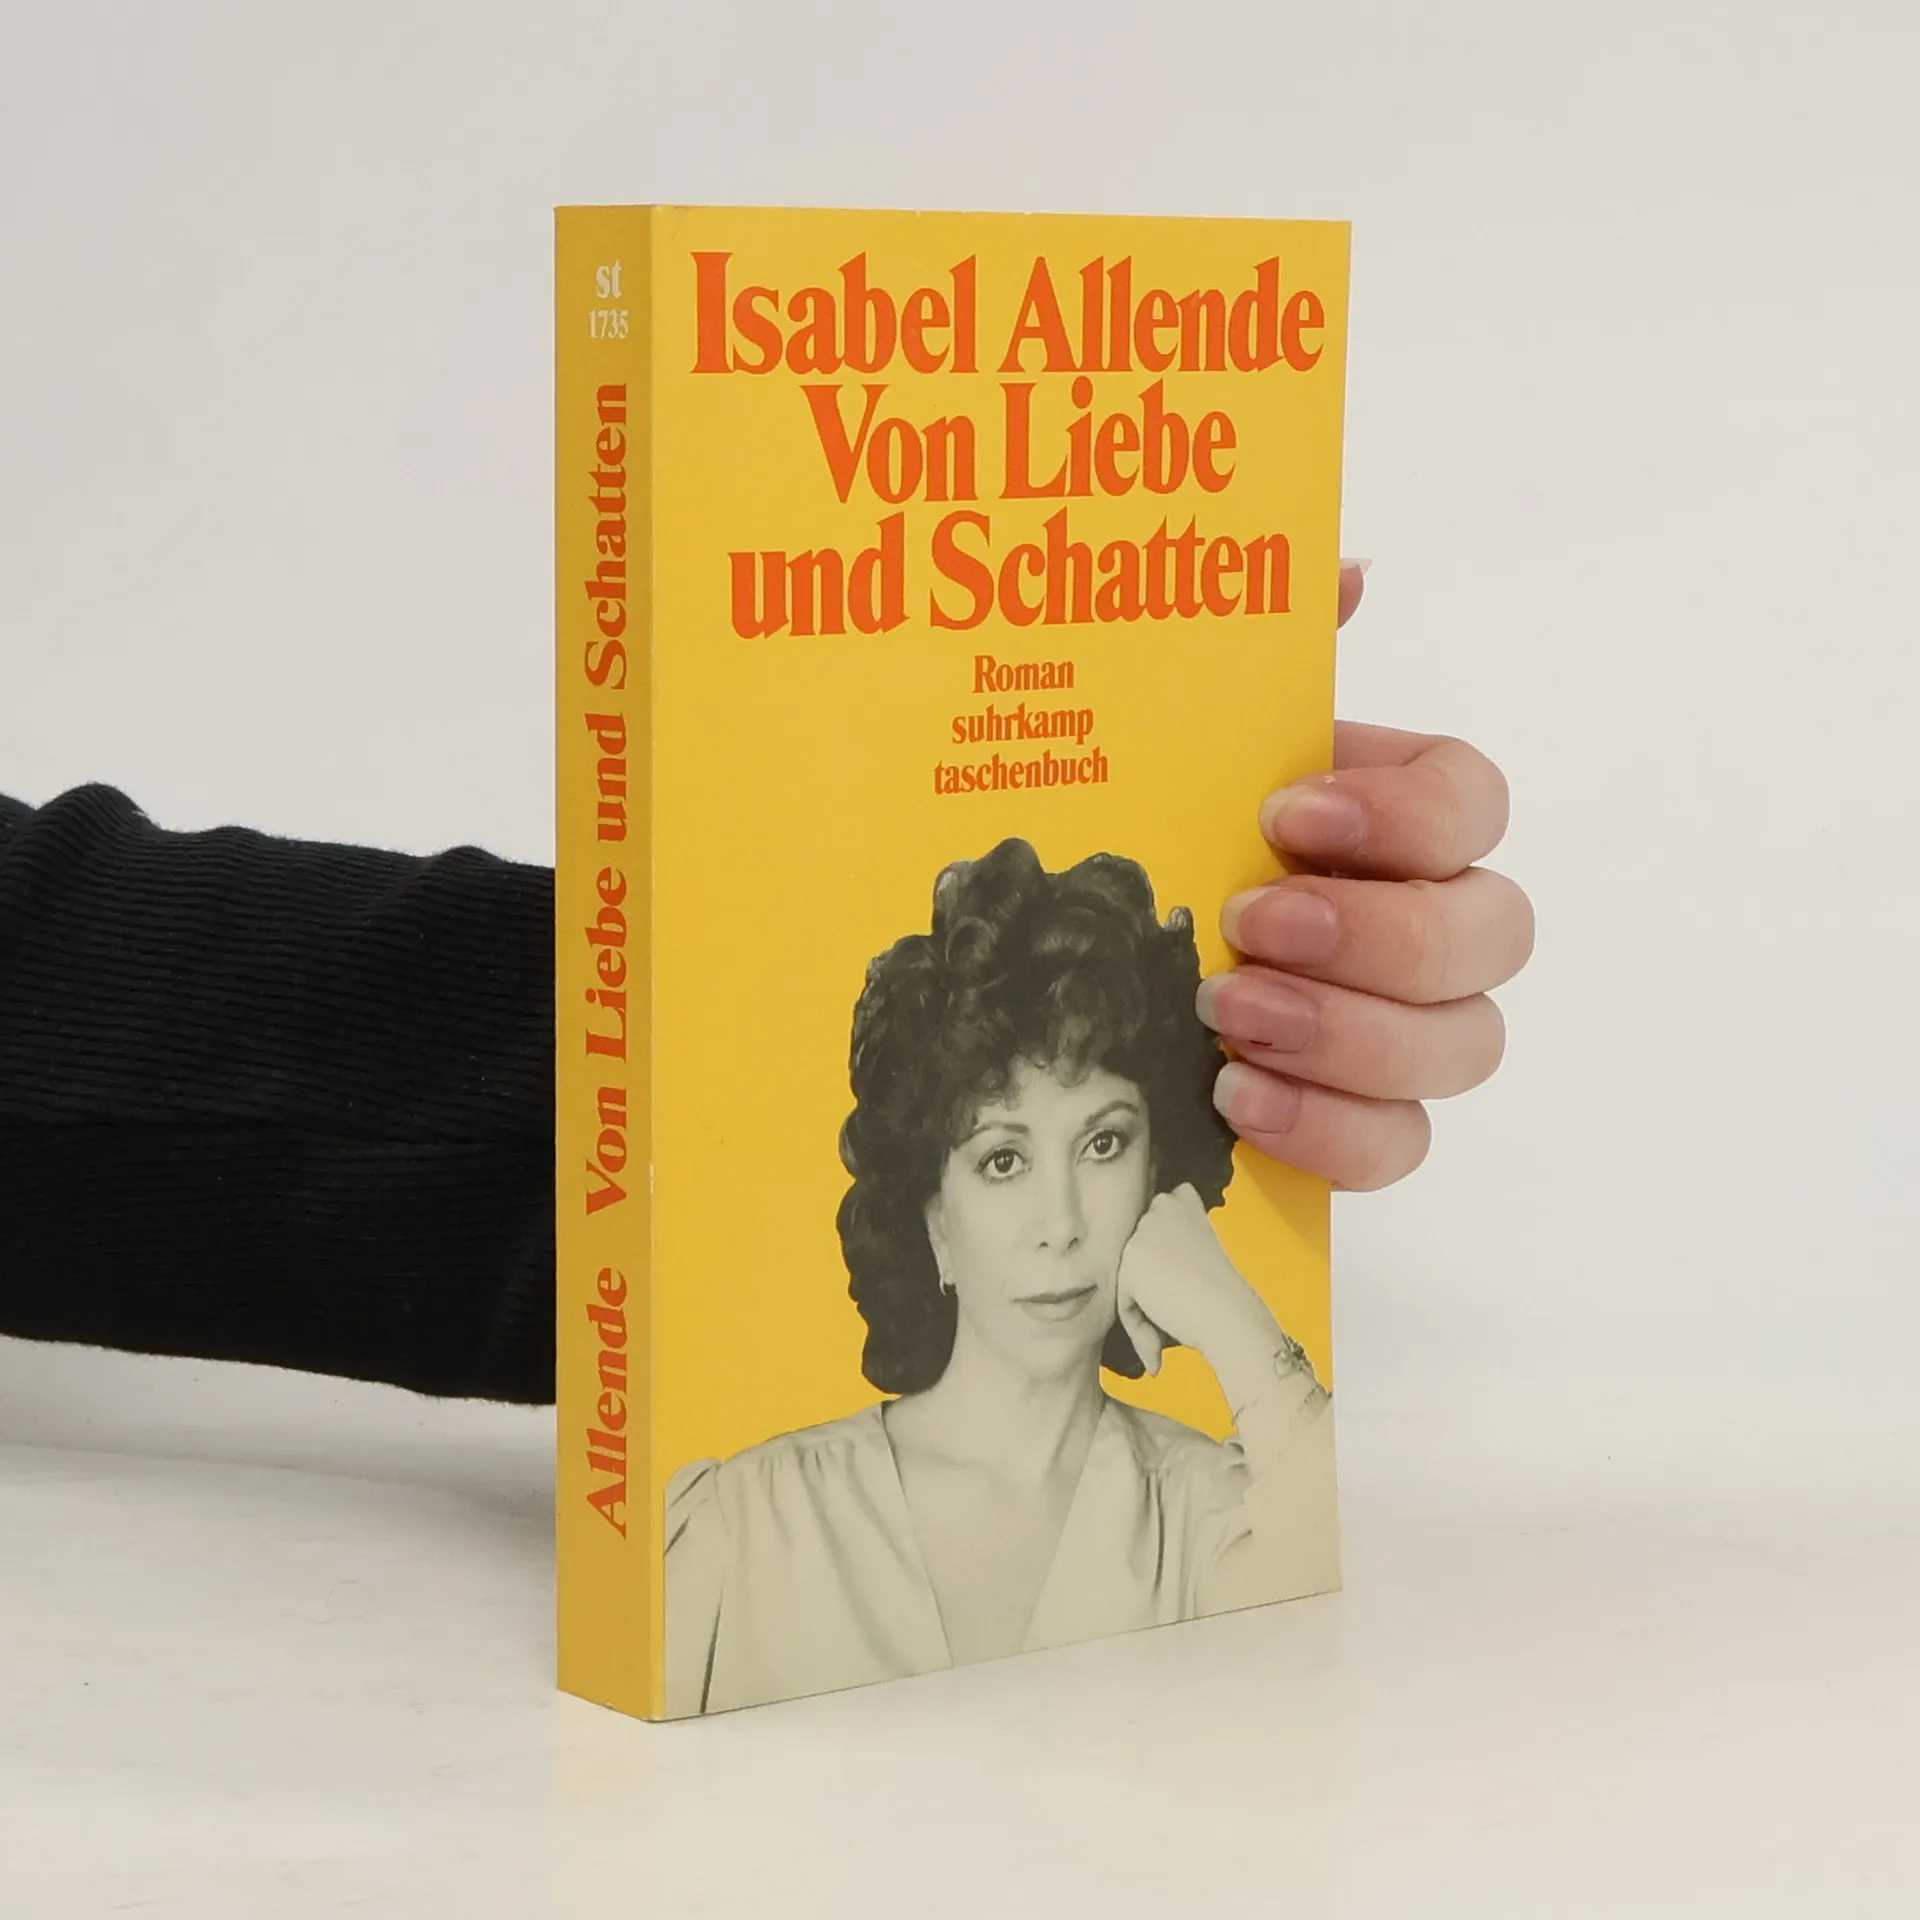 st
1735
Allende Von Liebe und Schatten
Isabel Allende
Von Liebe
und Schatten
Roman
suhrkamp
taschenbuch